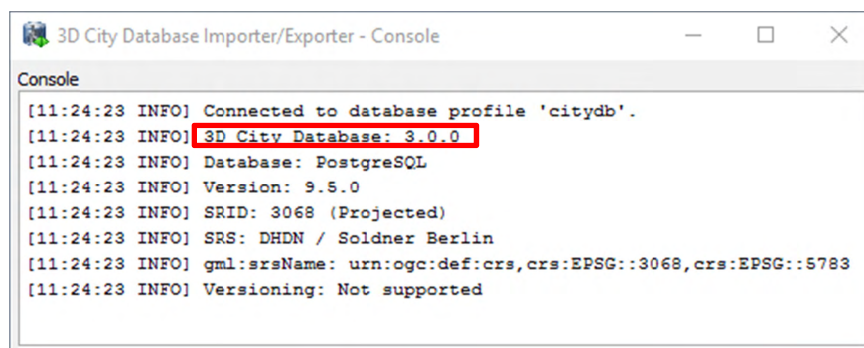 3D City Database Importer/Exporter - Console
Console
[11:24:23 INFO] Connected to database profile 'citydb'.
[11:24:23 INFO] 3D City Database: 3.0.0
[11:24:23 INFO] Database: PostgreSQL
[11:24:23 INFO] Version: 9.5.0
[11:24:23 INFO] SRID: 3068 (Projected)
[11:24:23 INFO] SRS: DHDN / Soldner Berlin
[11:24:23 INFO] gml:srsName: urn:ogc:def:crs,crs:EPSG::3068,crs:EPSG::5783
[11:24:23 INFO] Versioning: Not supported